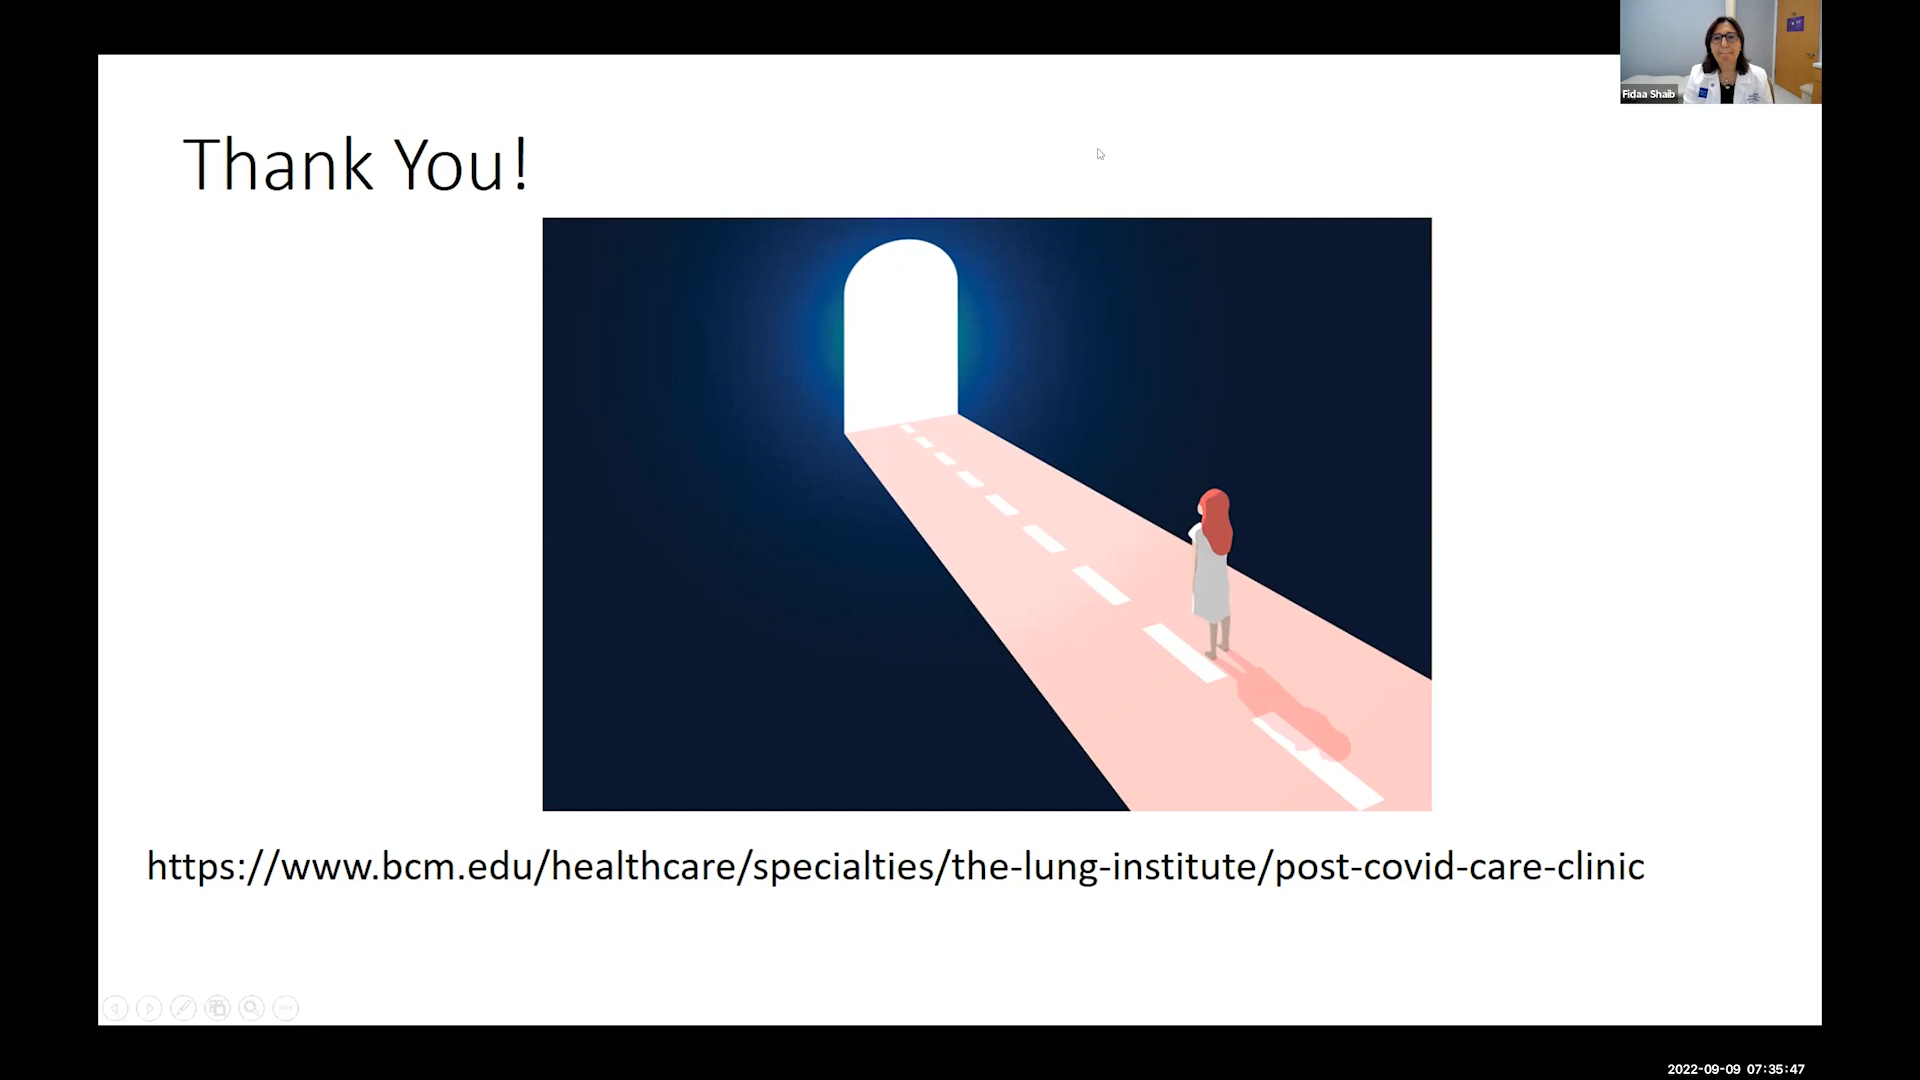 Fidaa Shaib
Thank You!
https://www.bcm.edu/healthcare/specialties/the-lung-institute/post-covid-care-clinic
2022-09-09 07:35:47